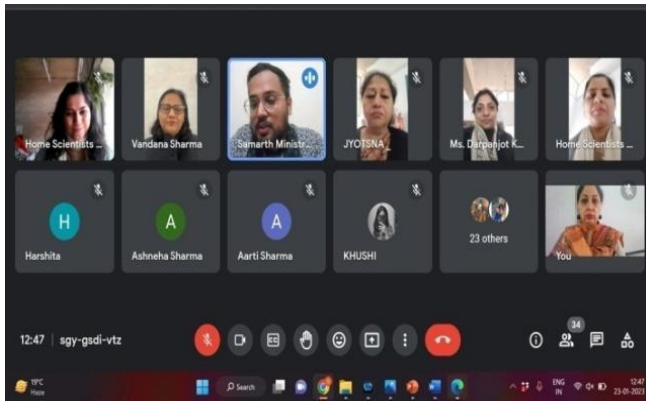 Home Scientists ...
Vandana Sharma
Samarth Ministr...
JYOTSNA
Ms. Darpanjot K...
Home Scientists ...
H
A
A
Harshita
Ashneha Sharma
Aarti Sharma
KHUSHI
23 others
You
12:47 | sgy-gsdi-vtz
34
19°C
Haze
Search
ENG
IN
12:47
23-01-2023